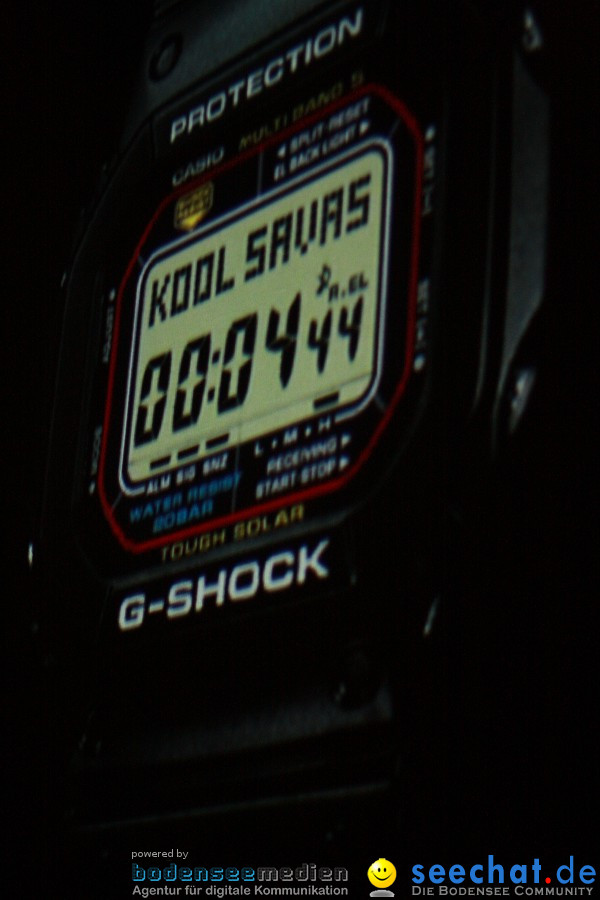 PROTECTION
MULTI BAND 5
CASIO
SPLIT·RESET
EL BACK LIGHT
KOOL SAVAS
A.EL
00:04 44
ADJUST
MODE
ALM SIG SNZ
L · M · H
RECEIVING
START STOP
WATER RESIST
20BAR
TOUGH SOLAR
G-SHOCK
powered by
bodenseemedien
Agentur für digitale Kommunikation
seechat.de
Die Bodensee Community